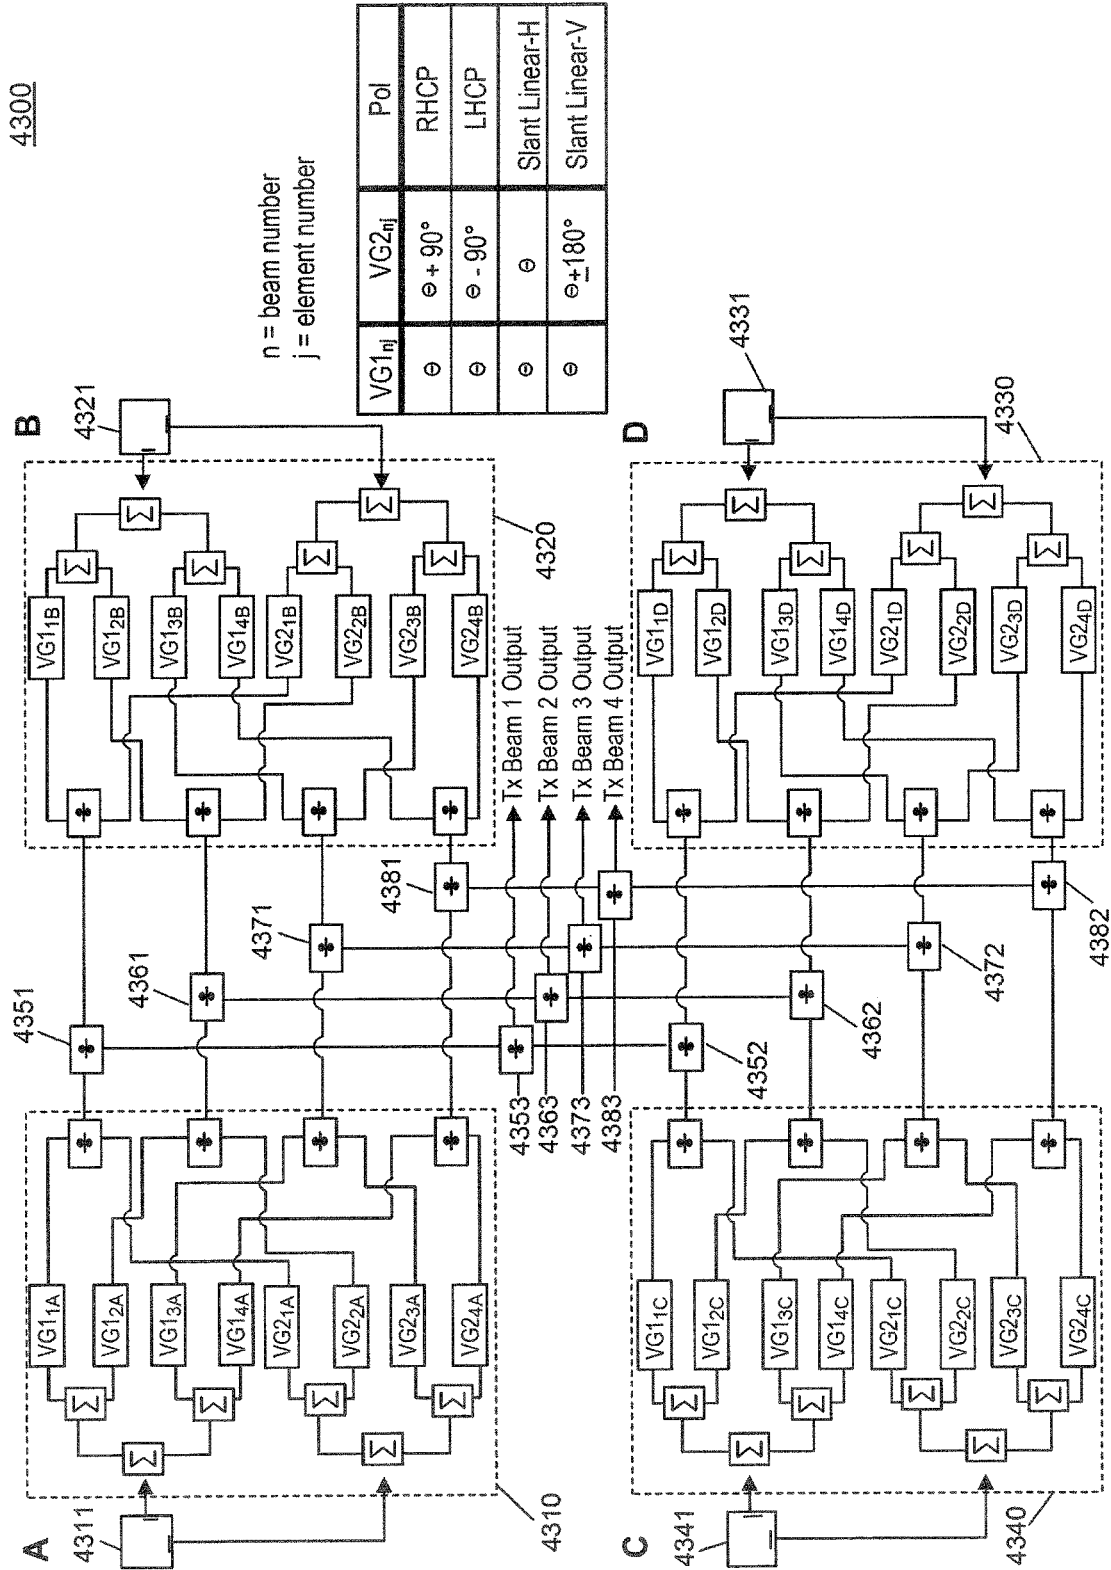 4300
n = beam number
j = element number
VG1nj VG2nj Pol
Θ Θ + 90° RHCP
Θ Θ - 90° LHCP
Θ Θ Slant Linear-H
Θ Θ±180° Slant Linear-V
A
4311
4310
Σ
Σ
Σ
Σ
Σ
Σ
VG11A
VG12A
VG13A
VG14A
VG21A
VG22A
VG23A
VG24A
B
4321
4320
Σ
Σ
Σ
Σ
Σ
Σ
VG11B
VG12B
VG13B
VG14B
VG21B
VG22B
VG23B
VG24B
4351
4361
4371
4381
4353
4363
4373
4383
Tx Beam 1 Output
Tx Beam 2 Output
Tx Beam 3 Output
Tx Beam 4 Output
4352
4362
4372
4382
C
4341
4340
Σ
Σ
Σ
Σ
Σ
Σ
VG11C
VG12C
VG13C
VG14C
VG21C
VG22C
VG23C
VG24C
D
4331
4330
Σ
Σ
Σ
Σ
Σ
Σ
VG11D
VG12D
VG13D
VG14D
VG21D
VG22D
VG23D
VG24D